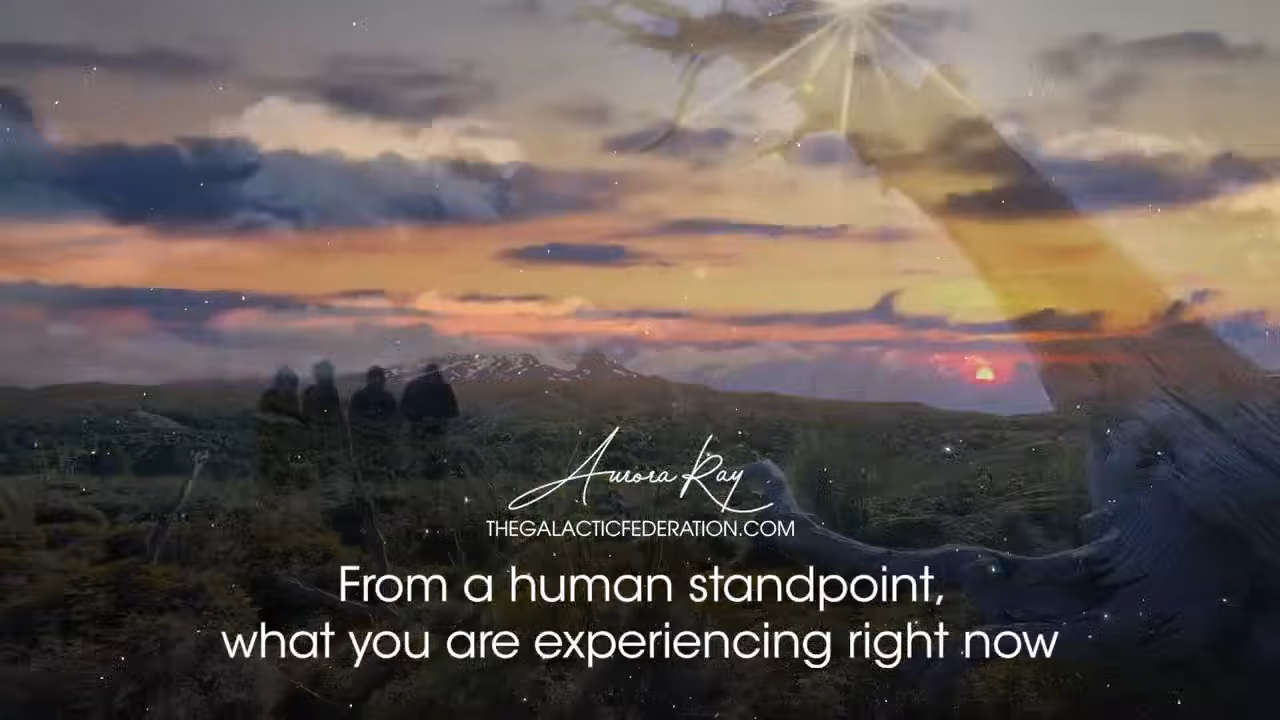 Aurora Ray
THEGALACTICFEDERATION.COM
From a human standpoint,
what you are experiencing right now